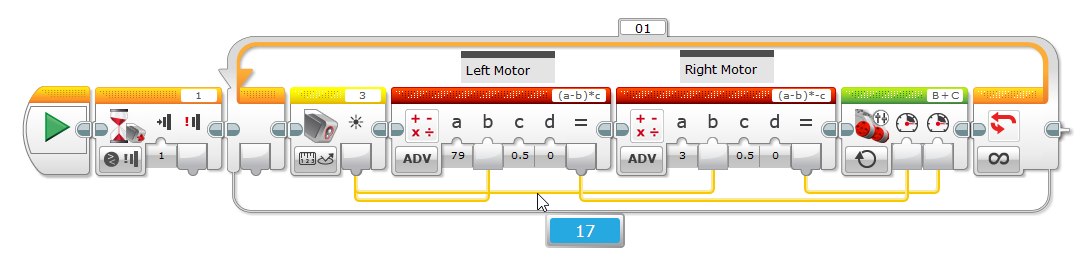 01
Left Motor
Right Motor
1
3
(a-b)*c
(a-b)*-c
B + C
!
+ -
x ÷
a b c d =
+ -
x ÷
a b c d =
1
ADV
79
0.5
0
ADV
3
0.5
0
∞
17